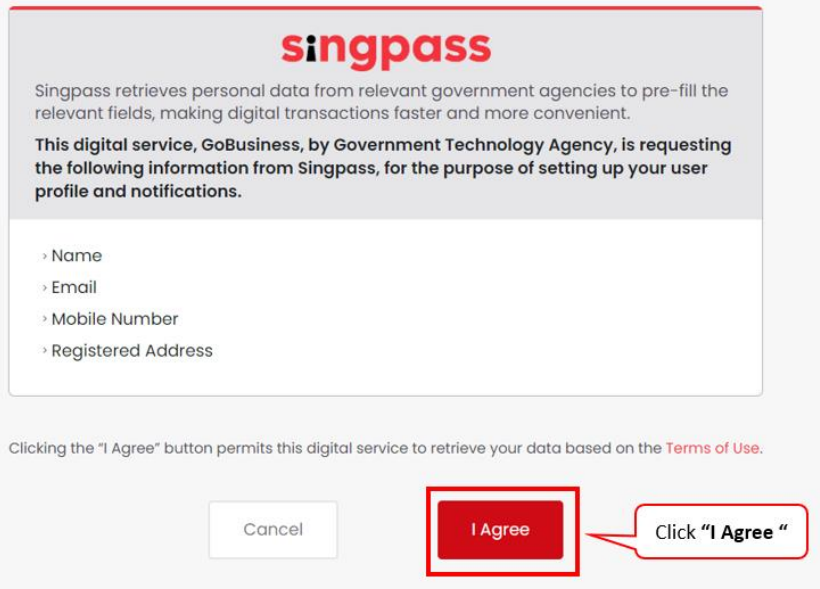 singpass
Singpass retrieves personal data from relevant government agencies to pre-fill the
relevant fields, making digital transactions faster and more convenient.
This digital service, GoBusiness, by Government Technology Agency, is requesting
the following information from Singpass, for the purpose of setting up your user
profile and notifications.
› Name
› Email
› Mobile Number
› Registered Address
Clicking the “I Agree” button permits this digital service to retrieve your data based on the Terms of Use.
Cancel
I Agree
Click “I Agree “